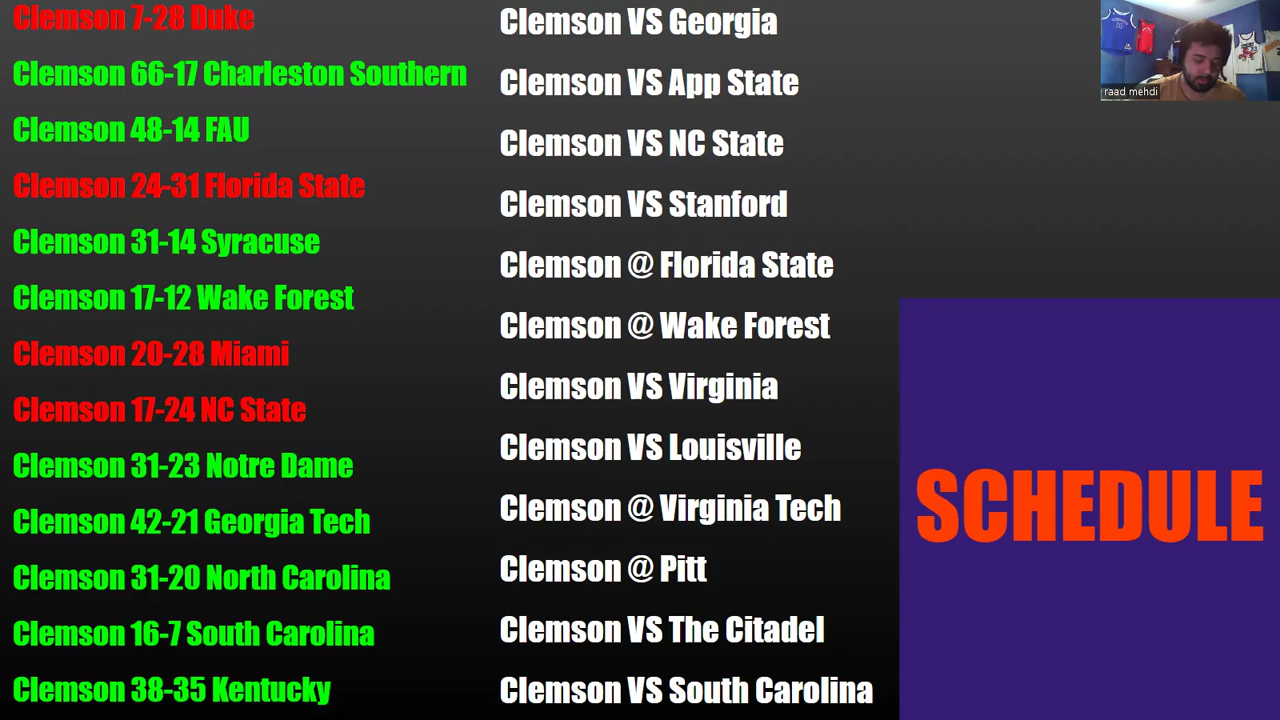 Clemson 7-28 Duke
Clemson 66-17 Charleston Southern
Clemson 48-14 FAU
Clemson 24-31 Florida State
Clemson 31-14 Syracuse
Clemson 17-12 Wake Forest
Clemson 20-28 Miami
Clemson 17-24 NC State
Clemson 31-23 Notre Dame
Clemson 42-21 Georgia Tech
Clemson 31-20 North Carolina
Clemson 16-7 South Carolina
Clemson 38-35 Kentucky
Clemson VS Georgia
Clemson VS App State
Clemson VS NC State
Clemson VS Stanford
Clemson @ Florida State
Clemson @ Wake Forest
Clemson VS Virginia
Clemson VS Louisville
Clemson @ Virginia Tech
Clemson @ Pitt
Clemson VS The Citadel
Clemson VS South Carolina
raad mehdi
SCHEDULE